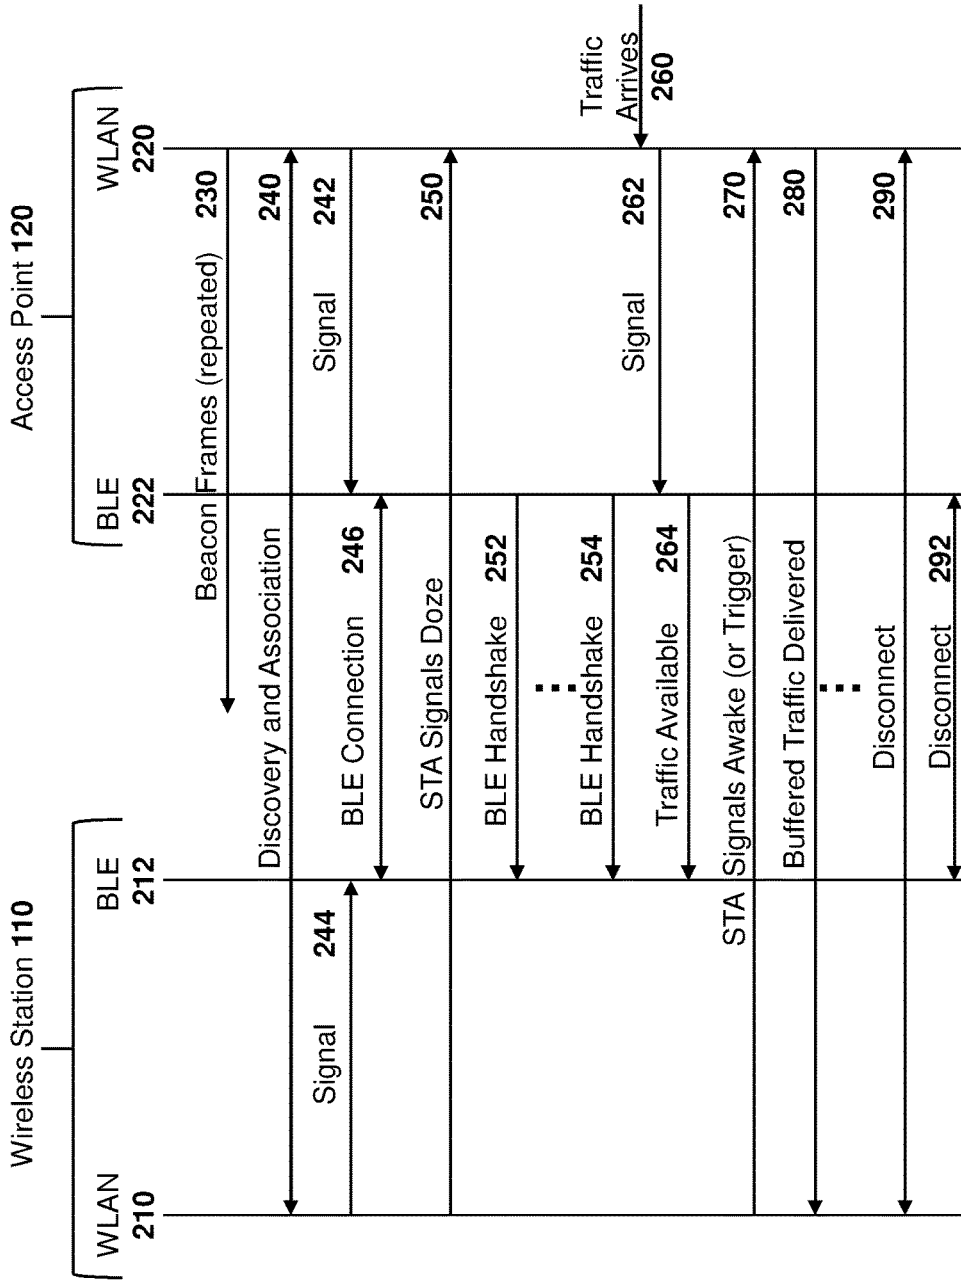 Wireless Station 110
Access Point 120
WLAN
210
BLE
212
BLE
222
WLAN
220
Beacon Frames (repeated)
230
Discovery and Association
240
Signal
244
BLE Connection
246
Signal
242
STA Signals Doze
250
BLE Handshake
252
BLE Handshake
254
Traffic
Arrives
260
Signal
262
Traffic Available
264
STA Signals Awake (or Trigger)
270
Buffered Traffic Delivered
280
Disconnect
290
Disconnect
292